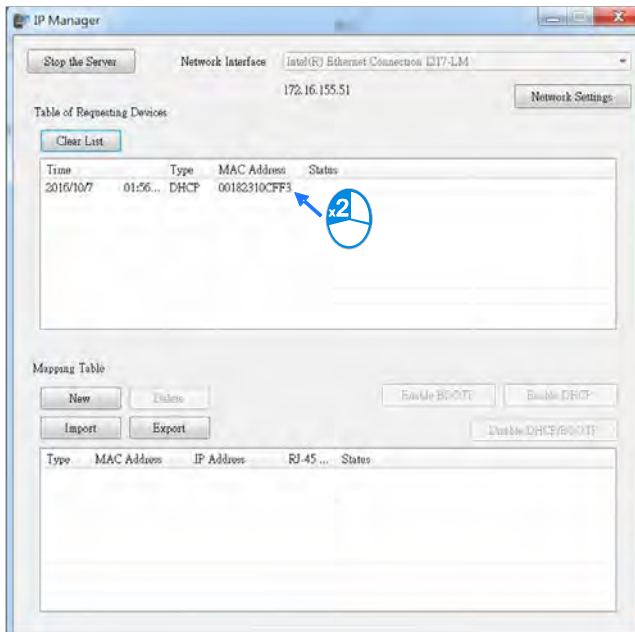 IP Manager
Stop the Server Network Interface Intel(R) Ethernet Connection I217-LM
172.16.155.51
Network Settings
Table of Requesting Devices
Clear List
Time Type MAC Address Status
2016/10/7 01:56... DHCP 00182310CFF3
x2
Mapping Table
New Delete Enable BOOTP Enable DHCP
Import Export Disable DHCP/BOOTP
Type MAC Address IP Address RJ-45 ... Status